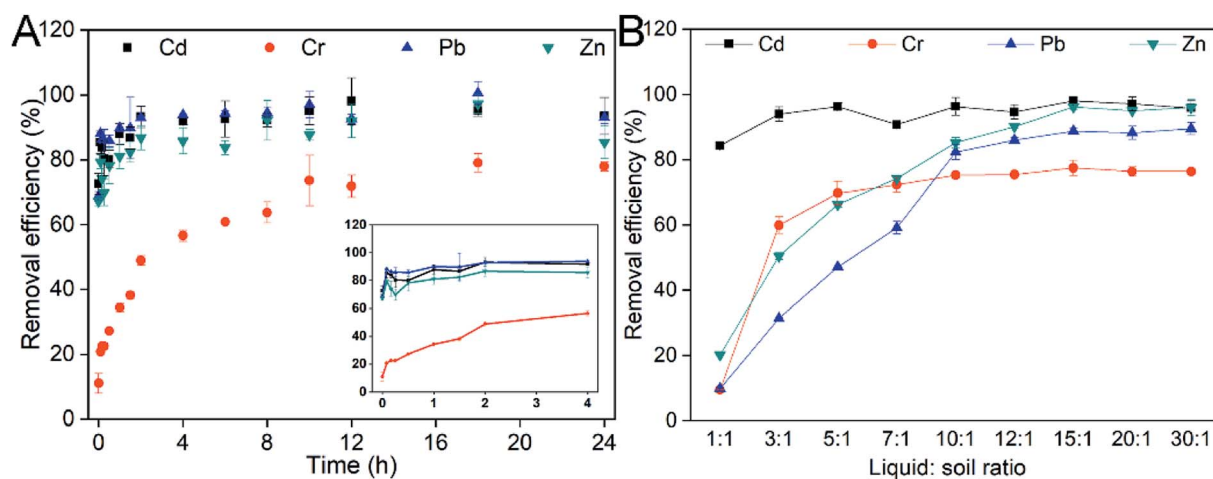 A
Cd Cr Pb Zn
Removal efficiency (%)
120
100
80
60
40
20
0
0 4 8 12 16 20 24
Time (h)
120
100
80
60
40
20
0
0 1 2 3 4
B
Cd Cr Pb Zn
Removal efficiency (%)
120
100
80
60
40
20
0
1:1 3:1 5:1 7:1 10:1 12:1 15:1 20:1 30:1
Liquid: soil ratio